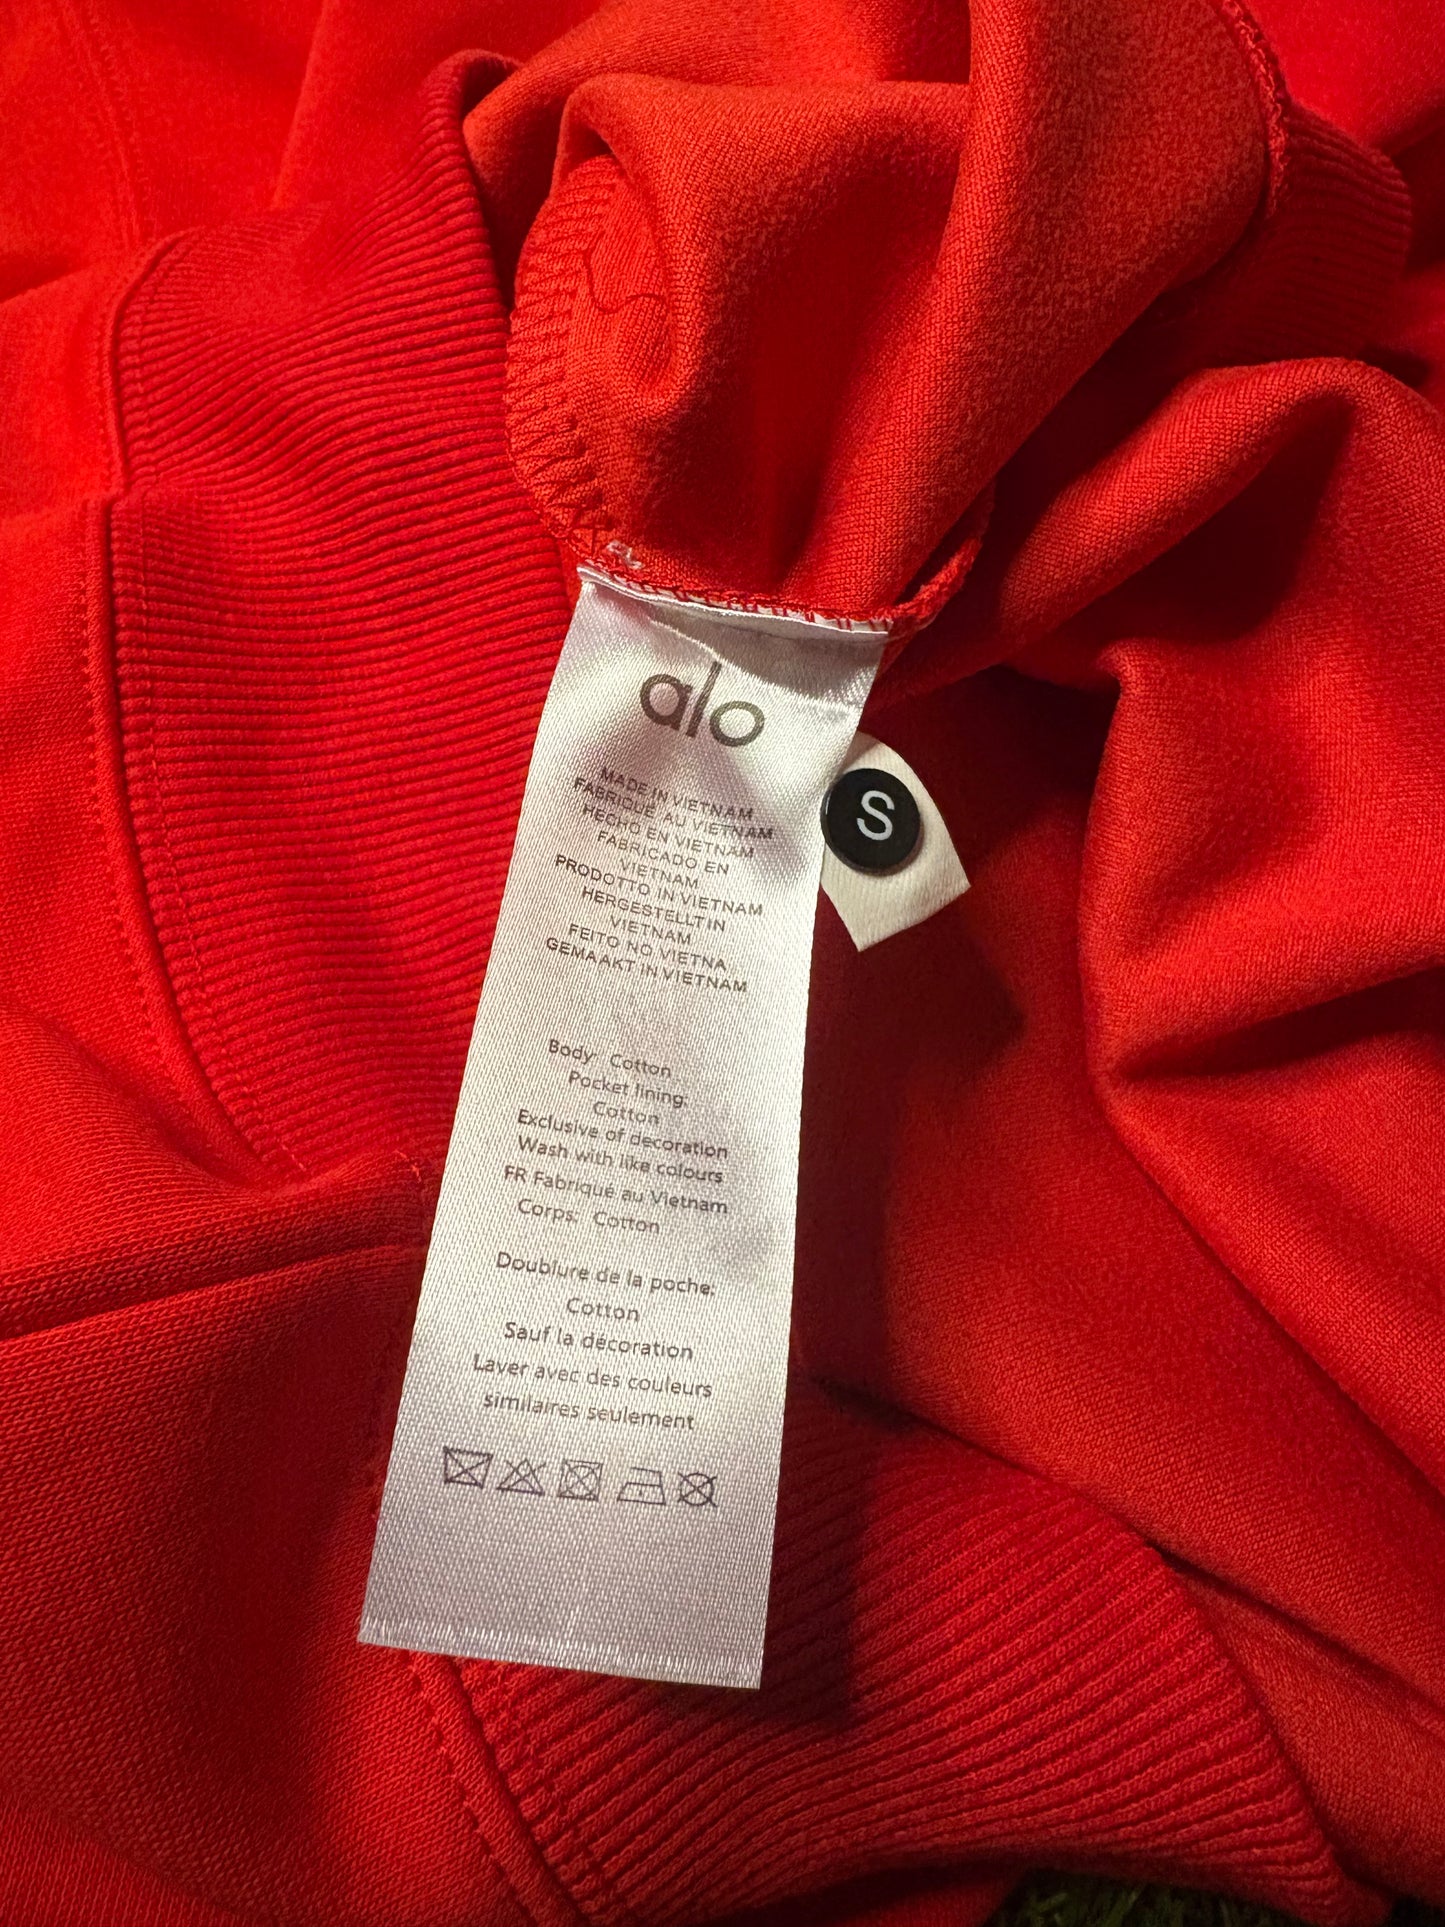 alo
MADE IN VIETNAM
FABRIQUÉ AU VIETNAM
HECHO EN VIETNAM
FABRICADO EN
VIETNAM
PRODOTTO IN VIETNAM
HERGESTELLT IN
VIETNAM
FEITO NO VIETNA
GEMAAKT IN VIETNAM
S
Body: Cotton
Pocket lining:
Cotton
Exclusive of decoration
Wash with like colours
FR Fabriqué au Vietnam
Corps: Cotton
Doublure de la poche:
Cotton
Sauf la décoration
Laver avec des couleurs
similaires seulement